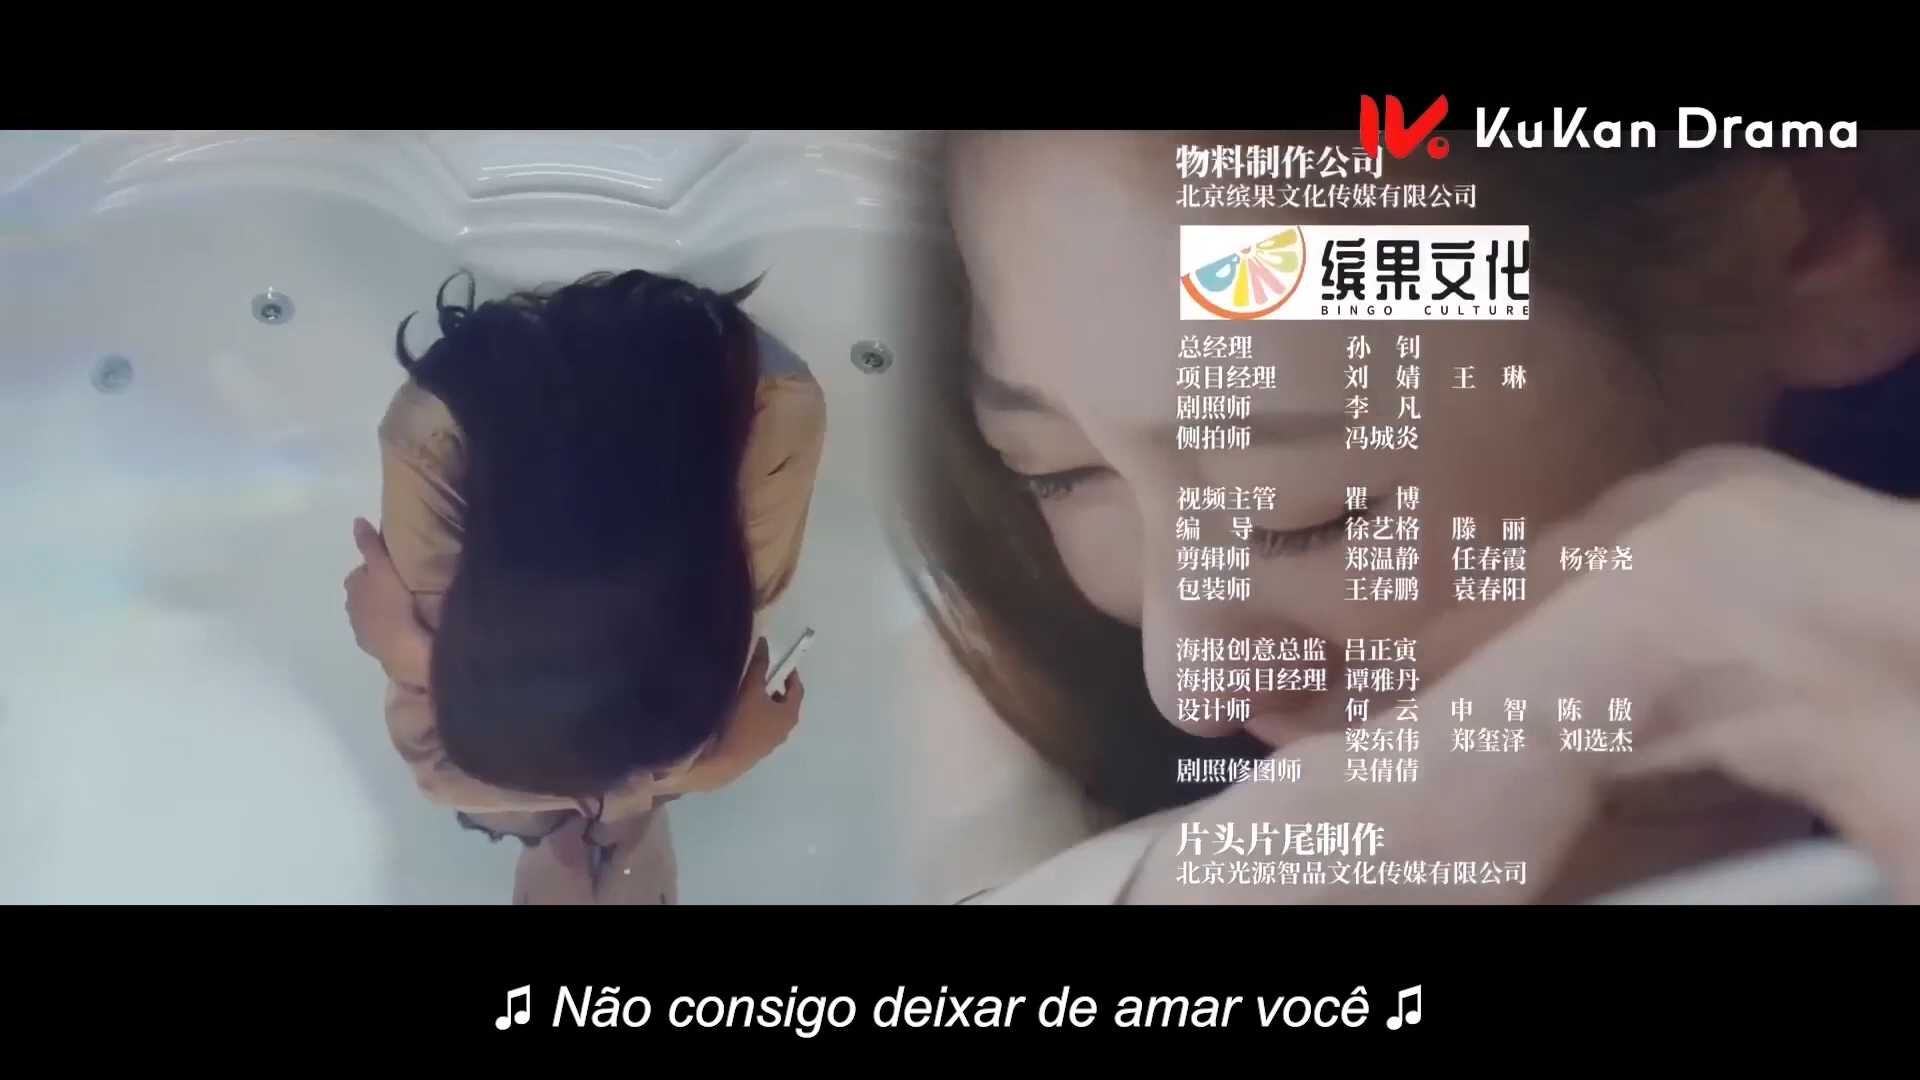 KuKan Drama
物料制作公司
北京缤果文化传媒有限公司
缤果文化
BINGO CULTURE
总经理 孙 钊
项目经理 刘 婧 王 琳
剧照师 李 凡
侧拍师 冯城炎
视频主管 瞿 博
编 导 徐艺格 滕 丽
剪辑师 郑温静 任春霞 杨睿尧
包装师 王春鹏 袁春阳
海报创意总监 吕正寅
海报项目经理 谭雅丹
设计师 何 云 申 智 陈 傲
梁东伟 郑玺泽 刘选杰
剧照修图师 吴倩倩
片头片尾制作
北京光源智品文化传媒有限公司
♫ Não consigo deixar de amar você ♫